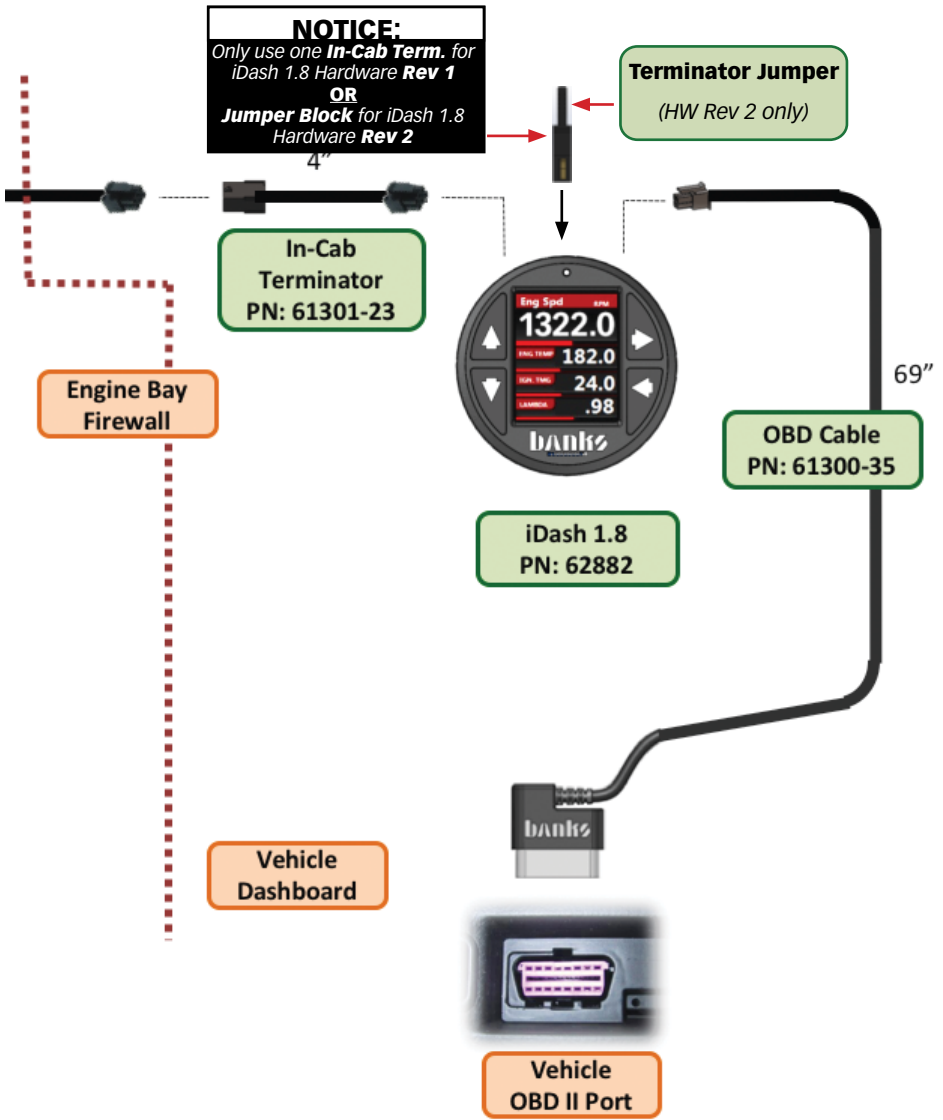 NOTICE:
Only use one In-Cab Term. for
iDash 1.8 Hardware Rev 1
OR
Jumper Block for iDash 1.8
Hardware Rev 2
Terminator Jumper
(HW Rev 2 only)
4"
In-Cab
Terminator
PN: 61301-23
Engine Bay
Firewall
Eng Spd RPM
1322.0
ENG TEMP 182.0
IGN. TMG 24.0
LAMBDA .98
banks
69"
OBD Cable
PN: 61300-35
iDash 1.8
PN: 62882
banks
Vehicle
Dashboard
Vehicle
OBD II Port